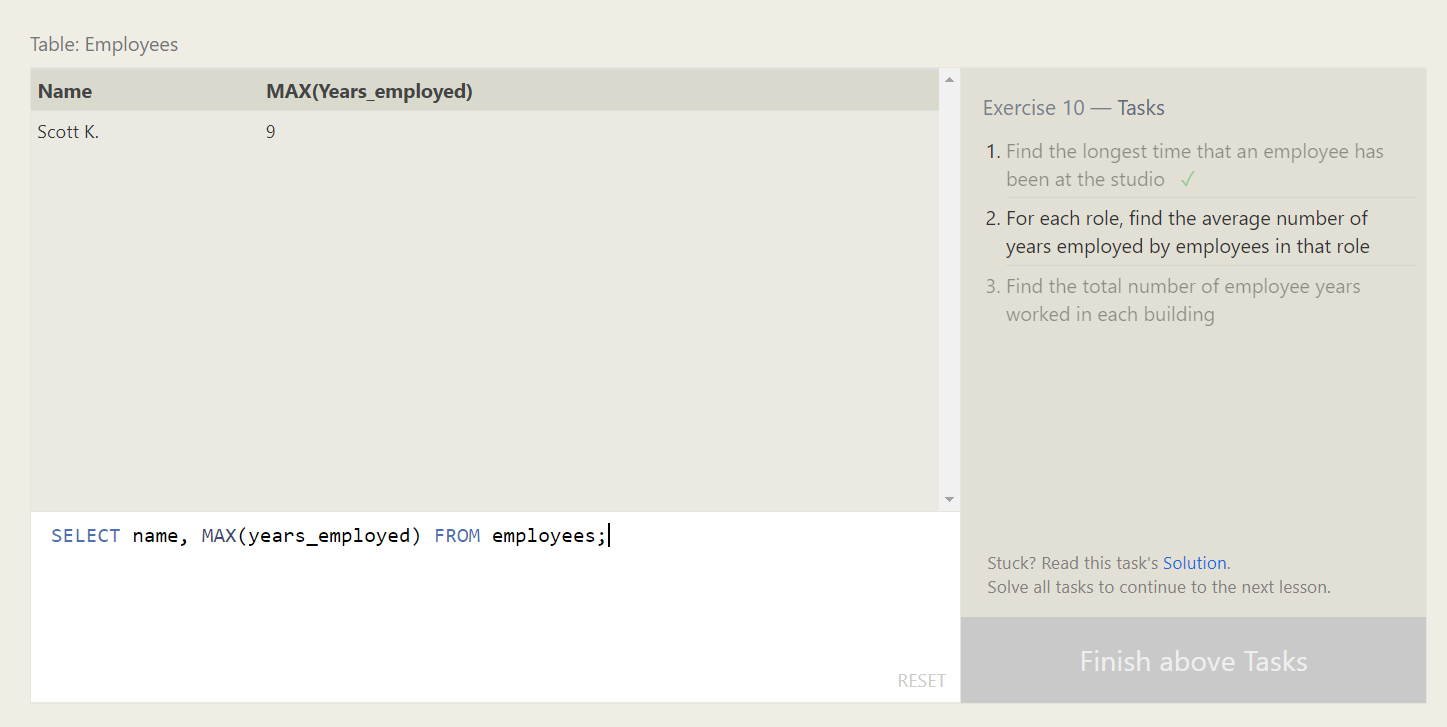 Table: Employees
Name MAX(Years_employed)
Scott K. 9
SELECT name, MAX(years_employed) FROM employees;
RESET
Exercise 10 — Tasks
1. Find the longest time that an employee has
been at the studio ✓
2. For each role, find the average number of
years employed by employees in that role
3. Find the total number of employee years
worked in each building
Stuck? Read this task's Solution.
Solve all tasks to continue to the next lesson.
Finish above Tasks